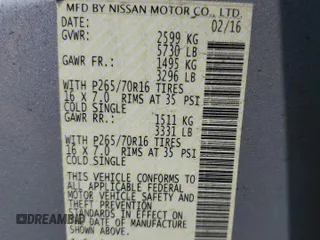 MFD BY NISSAN MOTOR CO., LTD.
02/16
GVWR: 2599 KG
5730 LB
GAWR FR.: 1495 KG
3296 LB
WITH P265/70R16 TIRES
16 X 7.0 RIMS AT 35 PSI
COLD SINGLE
GAWR RR.: 1511 KG
3331 LB
WITH P265/70R16 TIRES
16 X 7.0 RIMS AT 35 PSI
COLD SINGLE
THIS VEHICLE CONFORMS TO
ALL APPLICABLE FEDERAL
MOTOR VEHICLE SAFETY AND
THEFT PREVENTION
STANDARDS IN EFFECT ON
THE DATE OF MANUFACTURE
SHOWN ABOVE.
DREAMBID